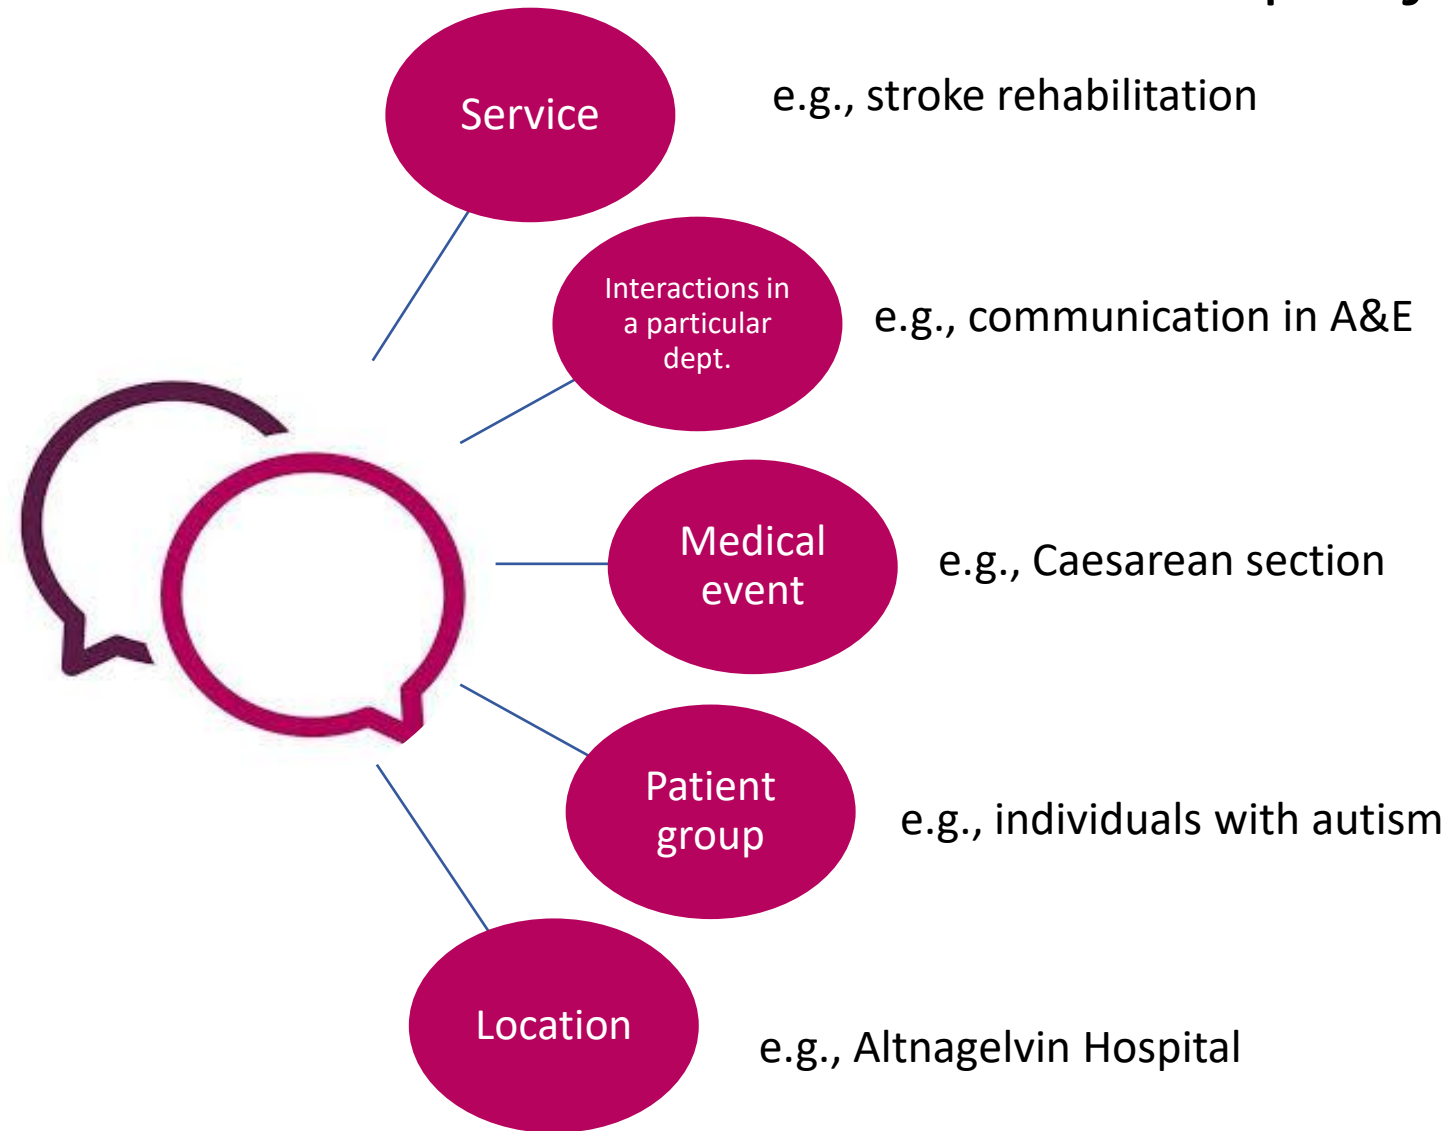 Service
e.g., stroke rehabilitation
Interactions in
a particular
dept.
e.g., communication in A&E
Medical
event
e.g., Caesarean section
Patient
group
e.g., individuals with autism
Location
e.g., Altnagelvin Hospital